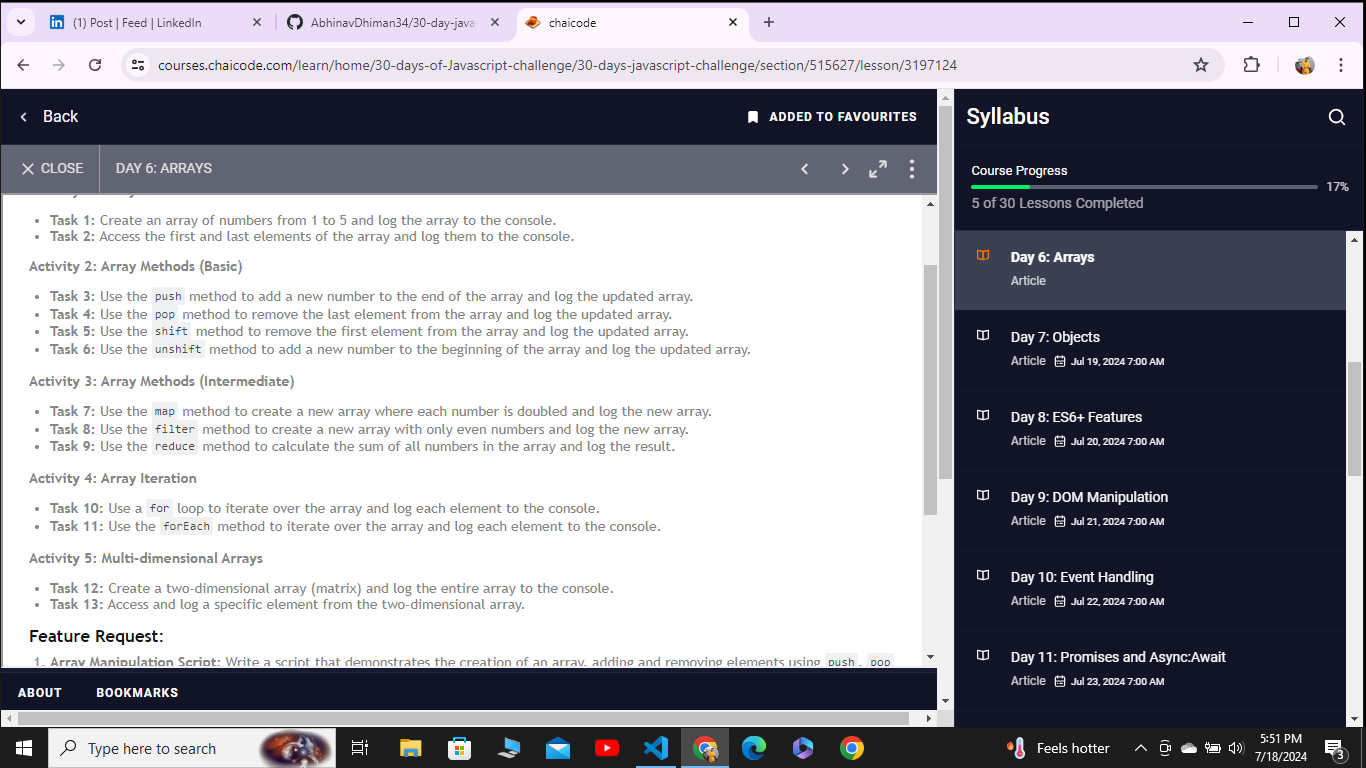 (1) Post | Feed | LinkedIn
AbhinavDhiman34/30-day-java
chaicode
courses.chaicode.com/learn/home/30-days-of-Javascript-challenge/30-days-javascript-challenge/section/515627/lesson/3197124
Back
ADDED TO FAVOURITES
CLOSE
DAY 6: ARRAYS
• Task 1: Create an array of numbers from 1 to 5 and log the array to the console.
• Task 2: Access the first and last elements of the array and log them to the console.
Activity 2: Array Methods (Basic)
• Task 3: Use the push method to add a new number to the end of the array and log the updated array.
• Task 4: Use the pop method to remove the last element from the array and log the updated array.
• Task 5: Use the shift method to remove the first element from the array and log the updated array.
• Task 6: Use the unshift method to add a new number to the beginning of the array and log the updated array.
Activity 3: Array Methods (Intermediate)
• Task 7: Use the map method to create a new array where each number is doubled and log the new array.
• Task 8: Use the filter method to create a new array with only even numbers and log the new array.
• Task 9: Use the reduce method to calculate the sum of all numbers in the array and log the result.
Activity 4: Array Iteration
• Task 10: Use a for loop to iterate over the array and log each element to the console.
• Task 11: Use the forEach method to iterate over the array and log each element to the console.
Activity 5: Multi-dimensional Arrays
• Task 12: Create a two-dimensional array (matrix) and log the entire array to the console.
• Task 13: Access and log a specific element from the two-dimensional array.
Feature Request:
1. Array Manipulation Script: Write a script that demonstrates the creation of an array, adding and removing elements using push, pop
ABOUT
BOOKMARKS
Syllabus
Course Progress
17%
5 of 30 Lessons Completed
Day 6: Arrays
Article
Day 7: Objects
Article Jul 19, 2024 7:00 AM
Day 8: ES6+ Features
Article Jul 20, 2024 7:00 AM
Day 9: DOM Manipulation
Article Jul 21, 2024 7:00 AM
Day 10: Event Handling
Article Jul 22, 2024 7:00 AM
Day 11: Promises and Async:Await
Article Jul 23, 2024 7:00 AM
Type here to search
Feels hotter
5:51 PM
7/18/2024
3